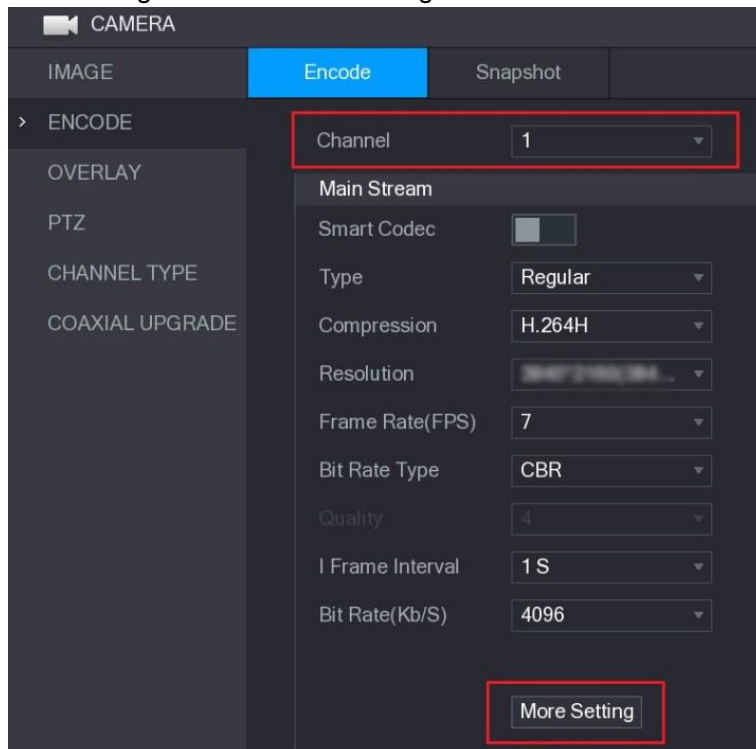 CAMERA
IMAGE
Encode
Snapshot
> ENCODE
Channel
1
OVERLAY
Main Stream
PTZ
Smart Codec
CHANNEL TYPE
Type
Regular
COAXIAL UPGRADE
Compression
H.264H
Resolution
Frame Rate(FPS)
7
Bit Rate Type
CBR
Quality
4
I Frame Interval
1 S
Bit Rate(Kb/S)
4096
More Setting